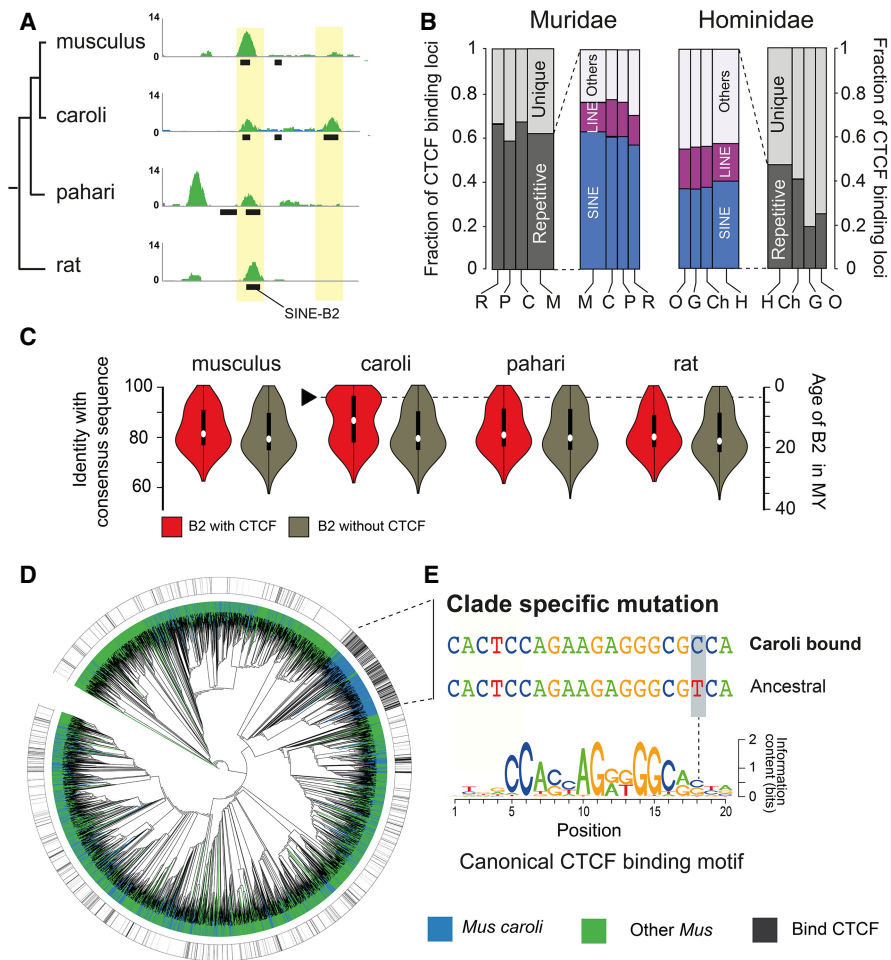 A
musculus
caroli
pahari
rat
14
0
14
0
14
0
14
0
SINE-B2
B
Muridae
Hominidae
Fraction of CTCF binding loci
1
0.8
0.6
0.4
0.2
0
Unique
Repetitive
Others
LINE
SINE
Others
LINE
SINE
Unique
Repetitive
1
0.8
0.6
0.4
0.2
0
Fraction of CTCF binding loci
R P C M
M C P R
O G Ch H
H Ch G O
C
musculus
caroli
pahari
rat
Identity with
consensus sequence
100
80
60
0
20
40
Age of B2 in MY
B2 with CTCF
B2 without CTCF
D
E
Clade specific mutation
CACTCCAGAAGAGGGCGCCA
Caroli bound
CACTCCAGAAGAGGGCGTCA
Ancestral
2
1
0
Information
content (bits)
1 5 10 15 20
Position
Canonical CTCF binding motif
Mus caroli
Other Mus
Bind CTCF